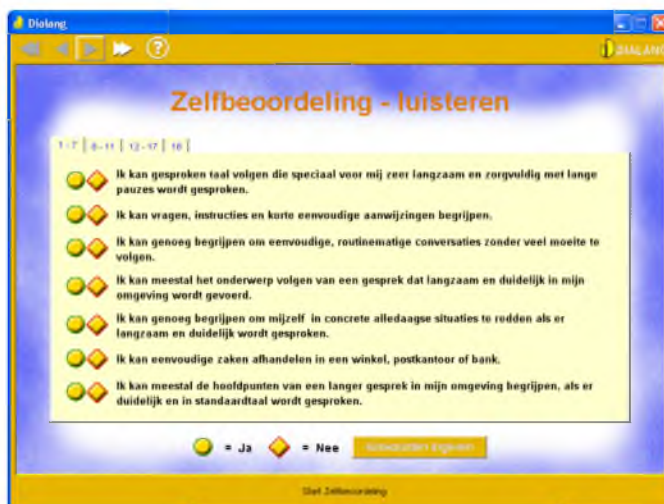 Dialang
?
DIALANG
Zelfbeoordeling - luisteren
1-7 | 8-11 | 12-17 | 18 |
Ik kan gesproken taal volgen die speciaal voor mij zeer langzaam en zorgvuldig met lange
pauzes wordt gesproken.
Ik kan vragen, instructies en korte eenvoudige aanwijzingen begrijpen.
Ik kan genoeg begrijpen om eenvoudige, routinematige conversaties zonder veel moeite te
volgen.
Ik kan meestal het onderwerp volgen van een gesprek dat langzaam en duidelijk in mijn
omgeving wordt gevoerd.
Ik kan genoeg begrijpen om mijzelf in concrete alledaagse situaties te redden als er
langzaam en duidelijk wordt gesproken.
Ik kan eenvoudige zaken afhandelen in een winkel, postkantoor of bank.
Ik kan meestal de hoofdpunten van een langer gesprek in mijn omgeving begrijpen, als er
duidelijk en in standaardtaal wordt gesproken.
= Ja = Nee
Start Zelfbeoordeling